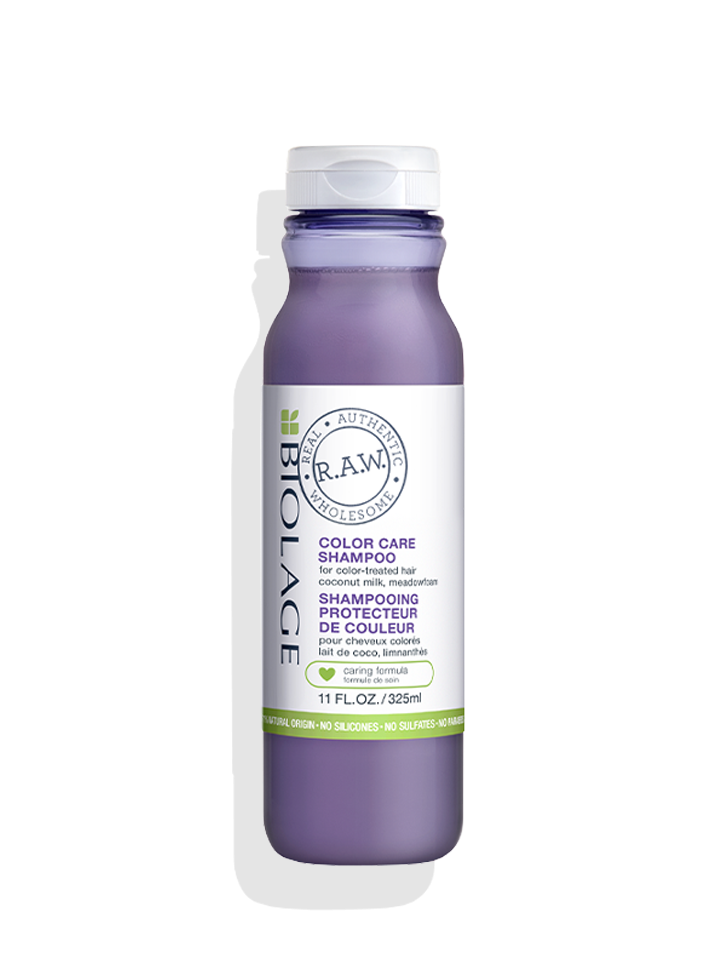 REAL • AUTHENTIC • WHOLESOME •
R.A.W.
BIOLAGE
COLOR CARE
SHAMPOO
for color-treated hair
coconut milk, meadowfoam
SHAMPOOING
PROTECTEUR
DE COULEUR
pour cheveux colorés
lait de coco, limnanthès
caring formula
formule de soin
11 FL.OZ./325ml
NATURAL ORIGIN • NO SILICONES • NO SULFATES • NO